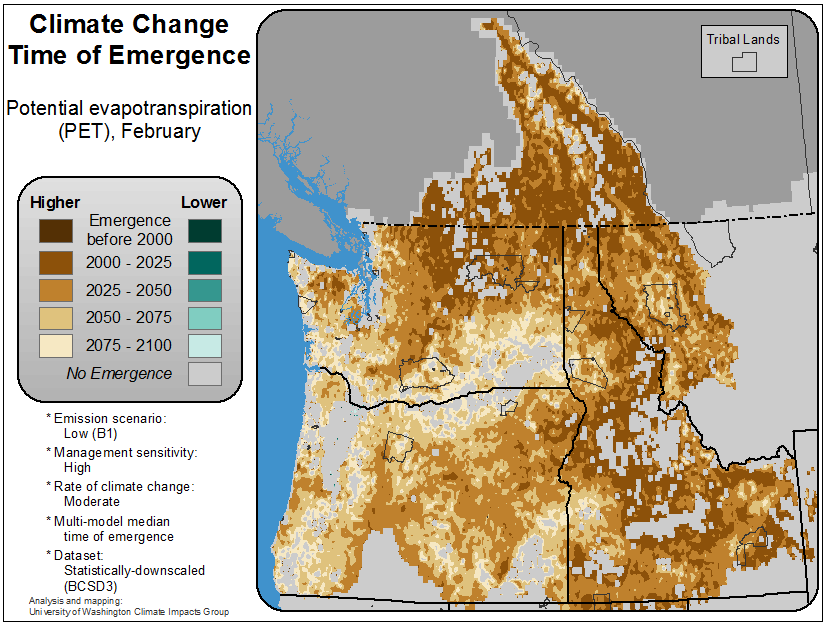 Climate Change
Time of Emergence
Potential evapotranspiration
(PET), February
Higher
Lower
Emergence
before 2000
2000 - 2025
2025 - 2050
2050 - 2075
2075 - 2100
No Emergence
* Emission scenario:
Low (B1)
* Management sensitivity:
High
* Rate of climate change:
Moderate
* Multi-model median
time of emergence
* Dataset:
Statistically-downscaled
(BCSD3)
Analysis and mapping:
University of Washington Climate Impacts Group
Tribal Lands